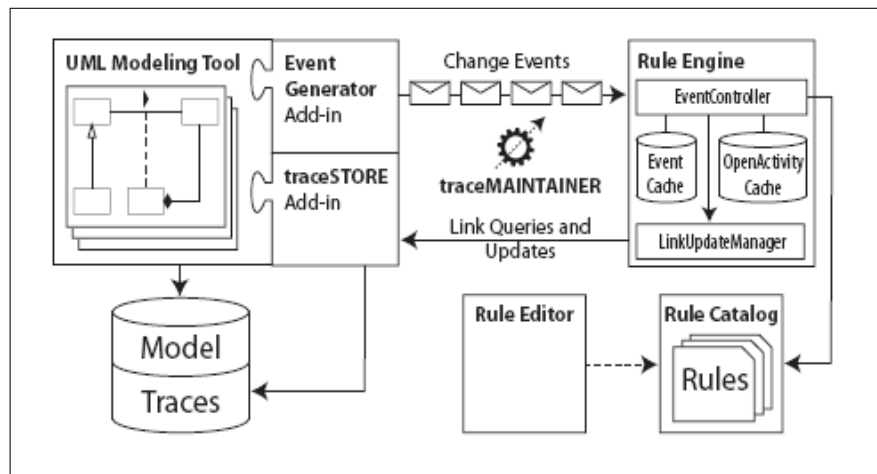 UML Modeling Tool
Event
Generator
Add-in
traceSTORE
Add-in
Change Events
traceMAINTAINER
Link Queries and
Updates
Rule Engine
EventController
Event
Cache
OpenActivity
Cache
LinkUpdateManager
Model
Traces
Rule Editor
Rule Catalog
Rules